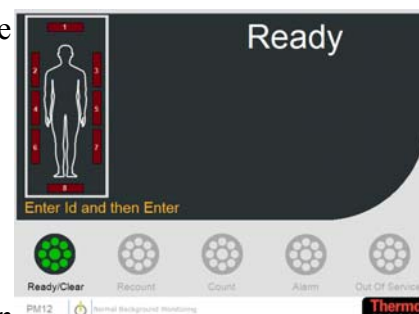 e
Ready
1
2 3
4 5
6 7
8
Enter Id and then Enter
Ready/Clear Recount Count Alarm Out Of Service
PM12 Normal Background Monitoring Thermo